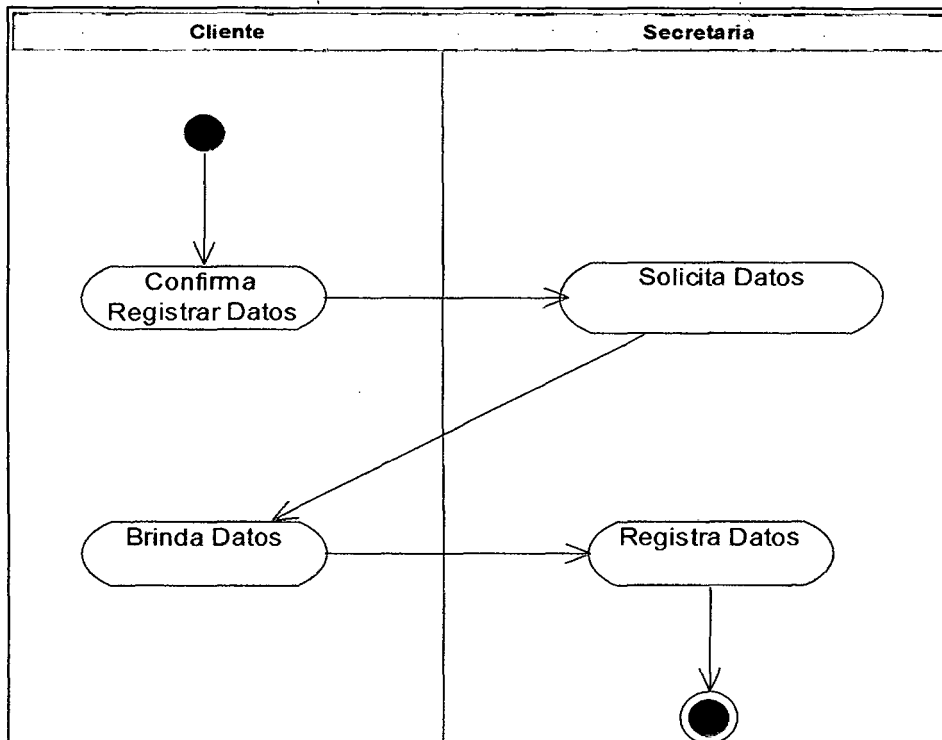 Cliente
Secretaria
Confirma
Registrar Datos
Solicita Datos
Brinda Datos
Registra Datos